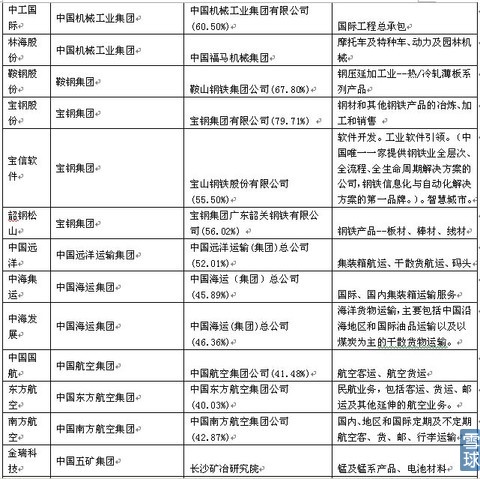 中工国际 中国机械工业集团 中国机械工业集团有限公司(60.50%) 国际工程总承包
林海股份 中国机械工业集团 中国福马机械集团 摩托车及特种车、动力及园林机械
鞍钢股份 鞍钢集团 鞍山钢铁集团公司(67.80%) 钢压延加工业--热/冷轧薄板系列产品
宝钢股份 宝钢集团 宝钢集团有限公司(79.71%) 钢材和其他钢铁产品的冶炼、加工和销售
宝信软件 宝钢集团 宝山钢铁股份有限公司(55.50%) 软件开发。工业软件引领。(中国唯一一家提供钢铁业全层次、全流程、全生命周期解决方案的公司,钢铁信息化与自动化解决方案的第一品牌。)。智慧城市。
韶钢松山 宝钢集团 宝钢集团广东韶关钢铁有限公司(56.02%) 钢铁产品--板材、棒材、线材
中国远洋 中国远洋运输集团 中国远洋运输(集团)总公司(52.01%) 集装箱航运、干散货航运、码头
中海集运 中国海运集团 中国海运（集团）总公司(45.89%) 国际、国内集装箱运输服务
中海发展 中国海运集团 中国海运(集团)总公司(46.36%) 海洋货物运输,主要包括中国沿海地区和国际油品运输以及以煤炭为主的干散货物运输。
中国国航 中国航空集团 中国航空集团公司(41.48%) 航空客运、航空货运
东方航空 中国东方航空集团 中国东方航空集团公司(40.03%) 民航业务，包括客运、货运、邮运及其他延伸的航空业务。
南方航空 中国南方航空集团 中国南方航空集团公司(42.87%) 国内、地区和国际定期及不定期航空客、货、邮、行李运输
金瑞科技 中国五矿集团 长沙矿冶研究院 锰及锰系产品、电池材料
雪球